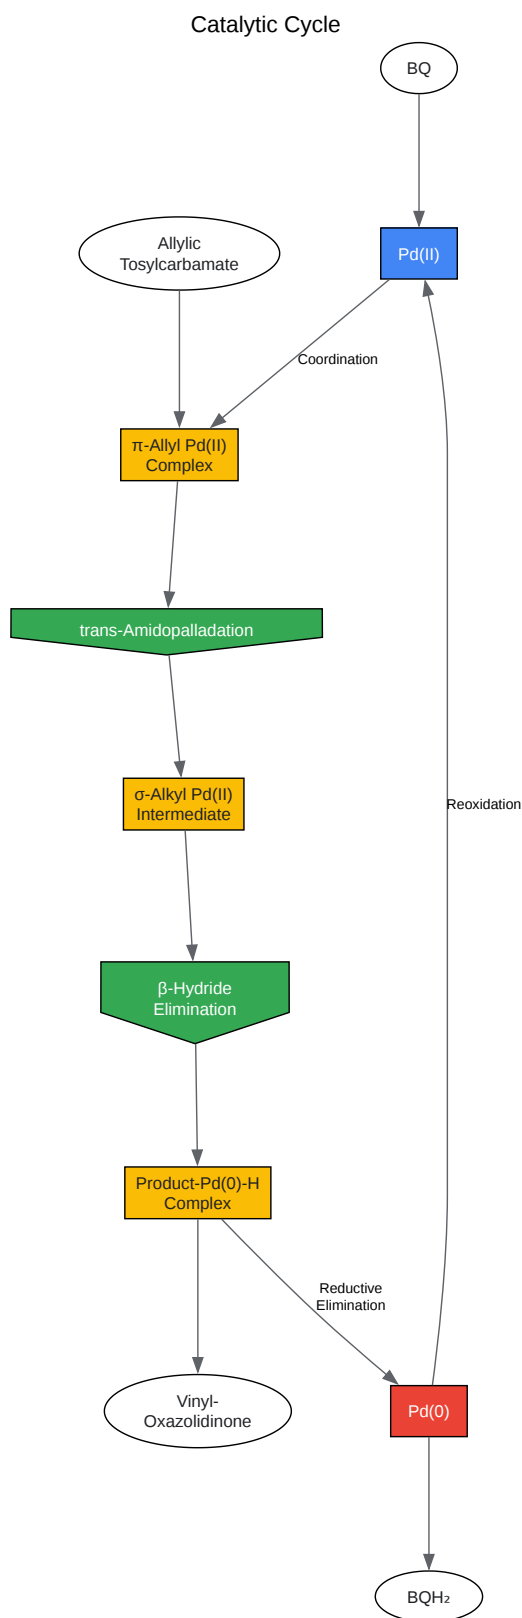 Catalytic Cycle
BQ
Allylic
Tosylcarbamate
Pd(II)
Coordination
π-Allyl Pd(II)
Complex
trans-Amidopalladation
σ-Alkyl Pd(II)
Intermediate
Reoxidation
β-Hydride
Elimination
Product-Pd(0)-H
Complex
Reductive
Elimination
Vinyl-
Oxazolidinone
Pd(0)
BQH₂